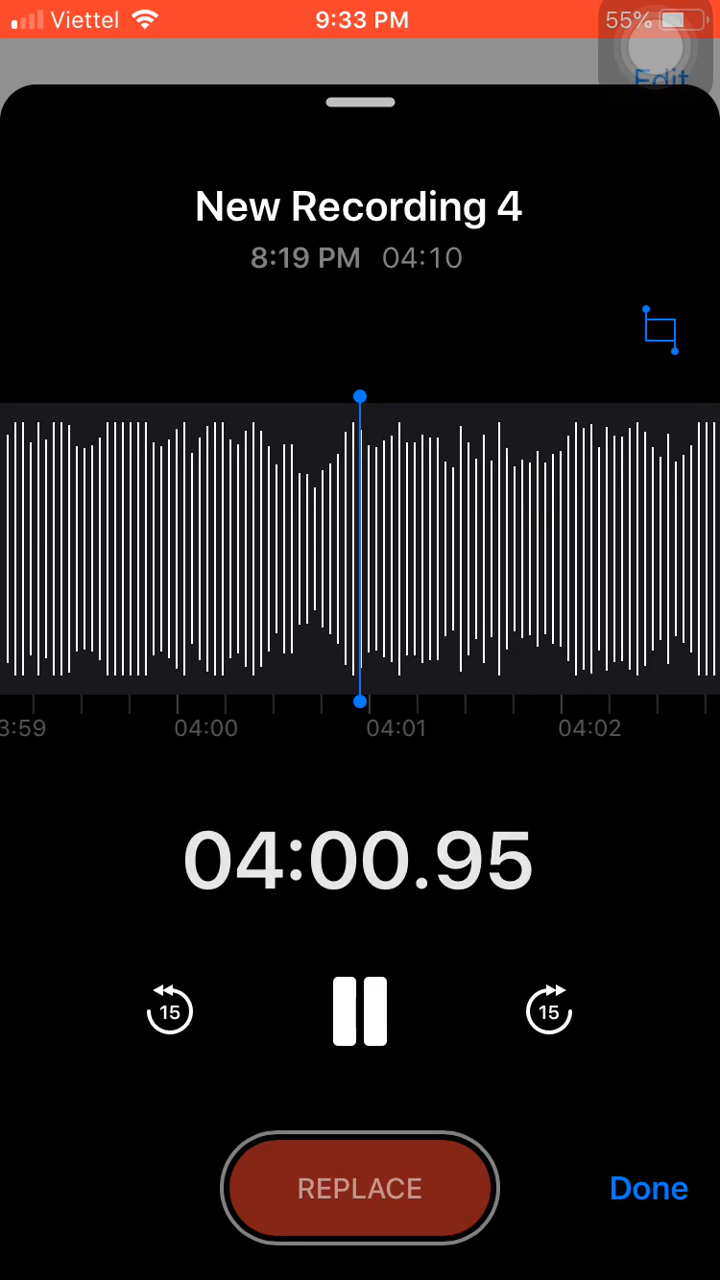 Viettel 9:33 PM 55%
Edit
New Recording 4
8:19 PM 04:10
3:59 04:00 04:01 04:02
04:00.95
15 15
REPLACE Done